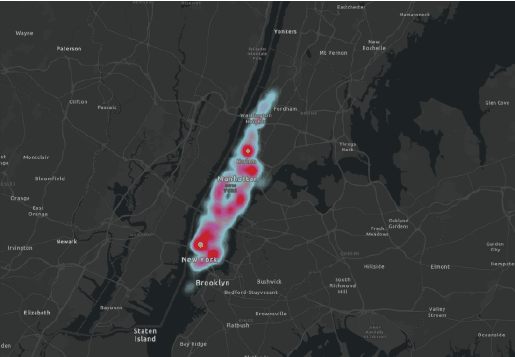 Eastchester
Mamaroneck
Wayne
Yonkers
Paterson
New
Rochelle
Mt Vernon
Clifton
Passaic
Glen Cove
Fordham
Washington
Throgs
Neck
Montclair
Harlem
Manhattan
Bloomfield
Orange
East
Orange
Oakland
Gardens
Fresh
Meadows
Garden
City
Irvington
Newark
New York
Hillside
Elmont
Hempste
Brooklyn
Bushwick
Bedford-Stuyvesant
South
Richmond
Hill
Valley
Stream
Elizabeth
Bayonne
Brownsville
Flatbush
Staten
Island
Bay Ridge
Oceanside
den